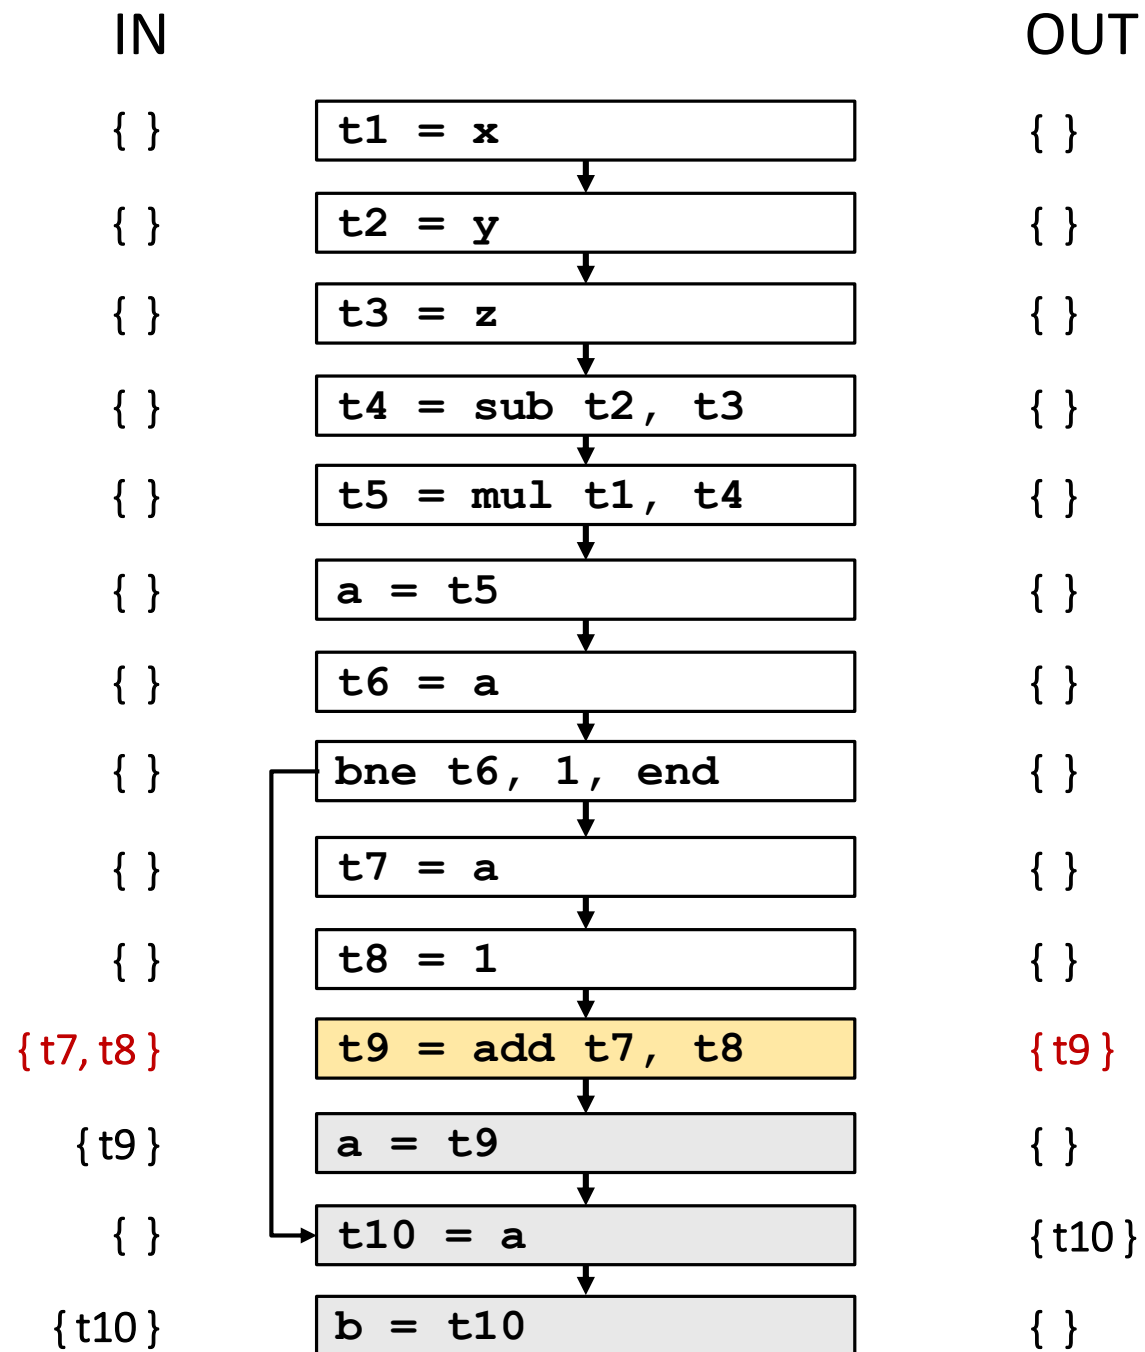 IN OUT
{ } t1 = x { }
{ } t2 = y { }
{ } t3 = z { }
{ } t4 = sub t2, t3 { }
{ } t5 = mul t1, t4 { }
{ } a = t5 { }
{ } t6 = a { }
{ } bne t6, 1, end { }
{ } t7 = a { }
{ } t8 = 1 { }
{ t7, t8 } t9 = add t7, t8 { t9 }
{ t9 } a = t9 { }
{ } t10 = a { t10 }
{ t10 } b = t10 { }